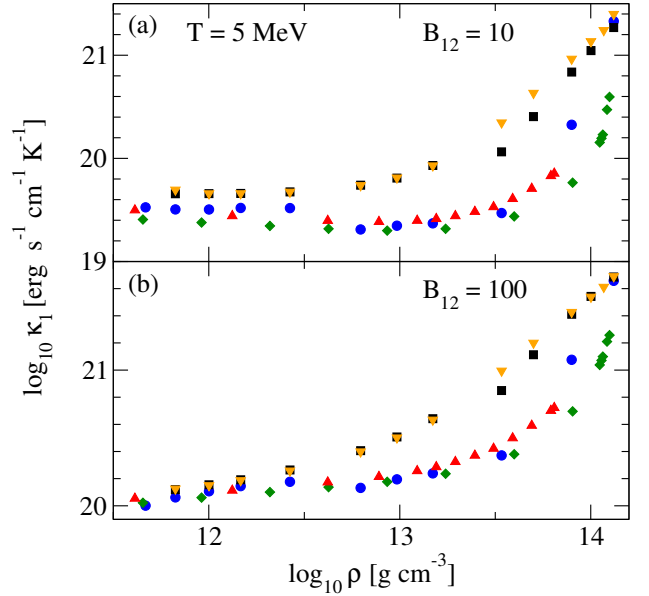 (a) T = 5 MeV B₁₂ = 10
21
20
19
(b) B₁₂ = 100
21
20
12 13 14
log₁₀ κ₁ [erg s⁻¹ cm⁻¹ K⁻¹]
log₁₀ ρ [g cm⁻³]